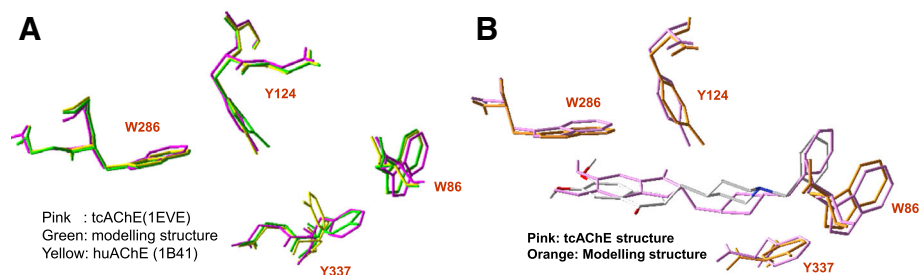 A
Y124
W286
W86
Pink : tcAChE(1EVE)
Green: modelling structure
Yellow: huAChE (1B41)
Y337
B
W286
Y124
W86
Pink: tcAChE structure
Orange: Modelling structure
Y337